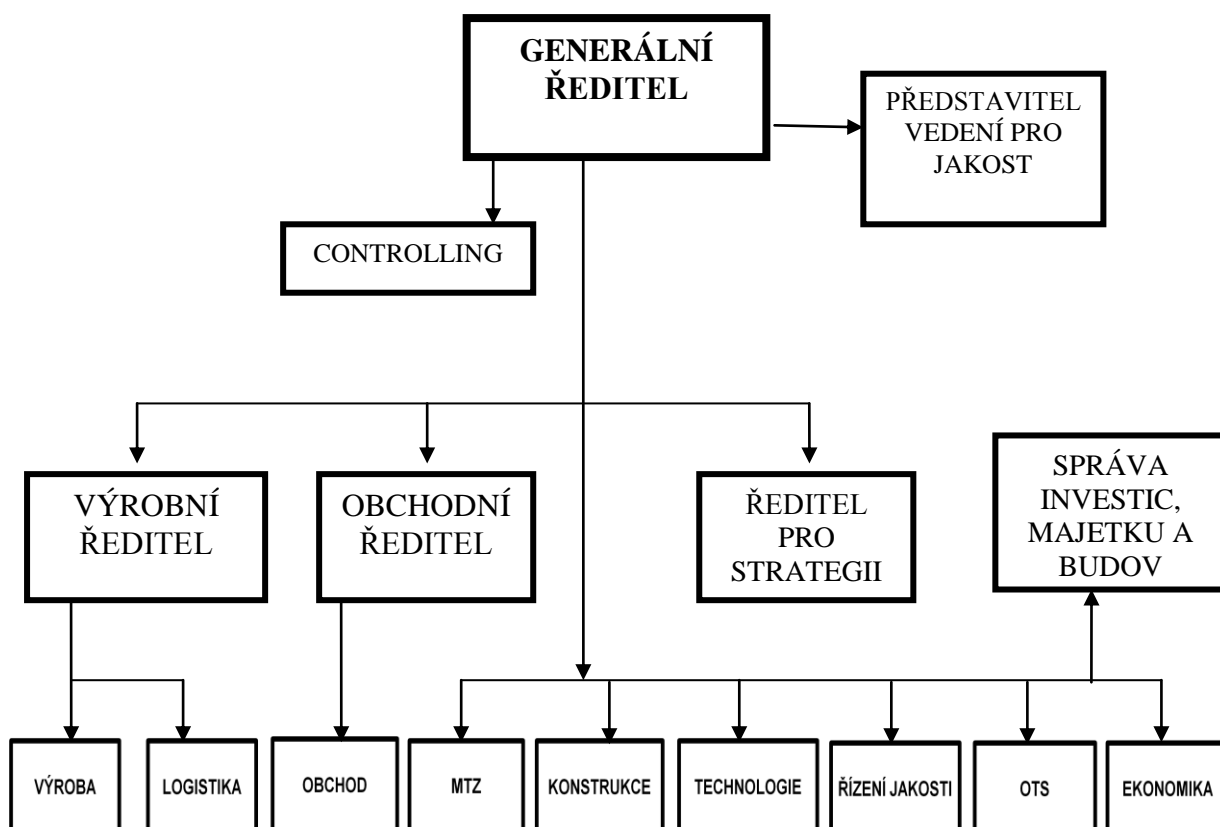 GENERÁLNÍ
ŘEDITEL
PŘEDSTAVITEL
VEDENÍ PRO
JAKOST
CONTROLLING
VÝROBNÍ
ŘEDITEL
OBCHODNÍ
ŘEDITEL
ŘEDITEL
PRO
STRATEGII
SPRÁVA
INVESTIC,
MAJETKU A
BUDOV
VÝROBA
LOGISTIKA
OBCHOD
MTZ
KONSTRUKCE
TECHNOLOGIE
ŘÍZENÍ JAKOSTI
OTS
EKONOMIKA